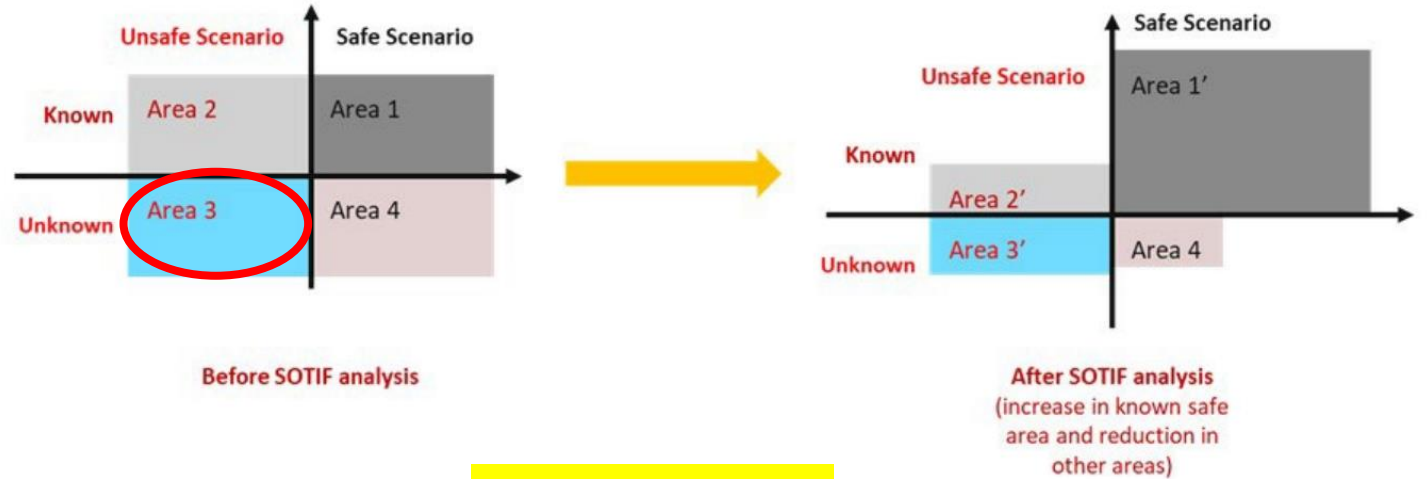 Unsafe Scenario
Safe Scenario
Known
Area 2
Area 1
Unknown
Area 3
Area 4
Before SOTIF analysis
Safe Scenario
Unsafe Scenario
Area 1′
Known
Area 2′
Unknown
Area 3′
Area 4
After SOTIF analysis
(increase in known safe
area and reduction in
other areas)